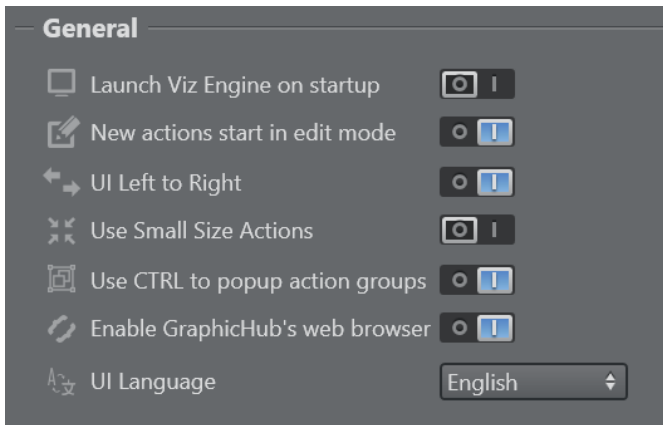 General
Launch Viz Engine on startup
New actions start in edit mode
UI Left to Right
Use Small Size Actions
Use CTRL to popup action groups
Enable GraphicHub's web browser
UI Language English